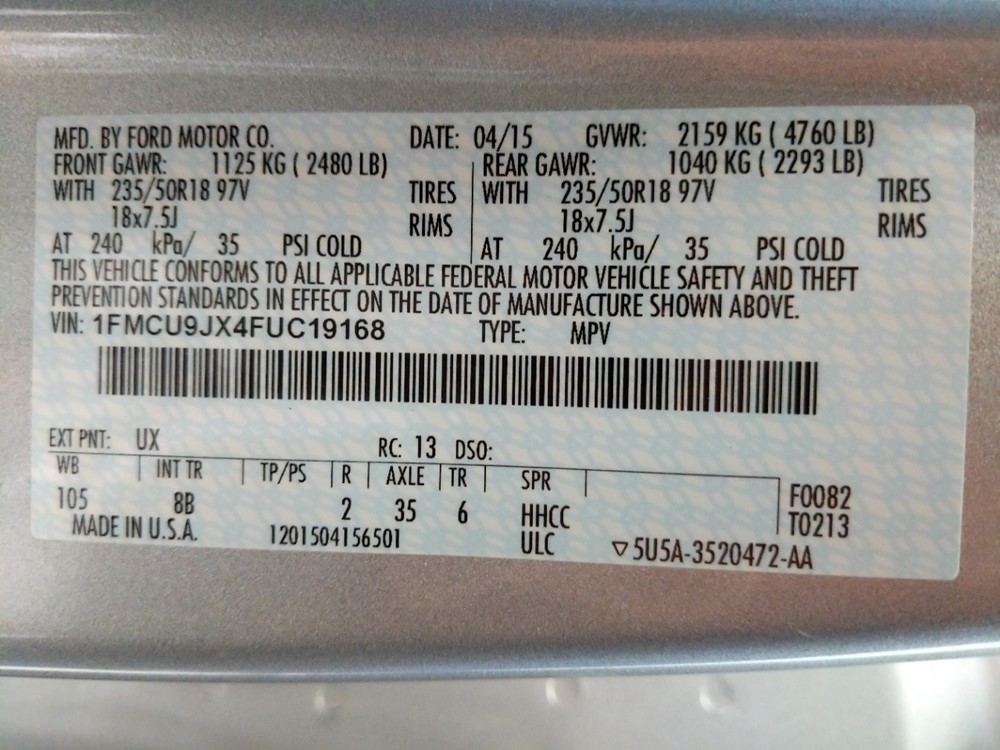 MFD. BY FORD MOTOR CO. DATE: 04/15 GVWR: 2159 KG ( 4760 LB)
FRONT GAWR: 1125 KG ( 2480 LB) REAR GAWR: 1040 KG ( 2293 LB)
WITH 235/50R18 97V TIRES WITH 235/50R18 97V TIRES
18x7.5J RIMS 18x7.5J RIMS
AT 240 kPa/ 35 PSI COLD AT 240 kPa/ 35 PSI COLD
THIS VEHICLE CONFORMS TO ALL APPLICABLE FEDERAL MOTOR VEHICLE SAFETY AND THEFT
PREVENTION STANDARDS IN EFFECT ON THE DATE OF MANUFACTURE SHOWN ABOVE.
VIN: 1FMCU9JX4FUC19168 TYPE: MPV
EXT PNT: UX RC: 13 DSO:
WB INT TR TP/PS R AXLE TR SPR
105 8B 2 35 6 HHCC F0082
MADE IN U.S.A. 1201504156501 ULC ▽5U5A-3520472-AA T0213